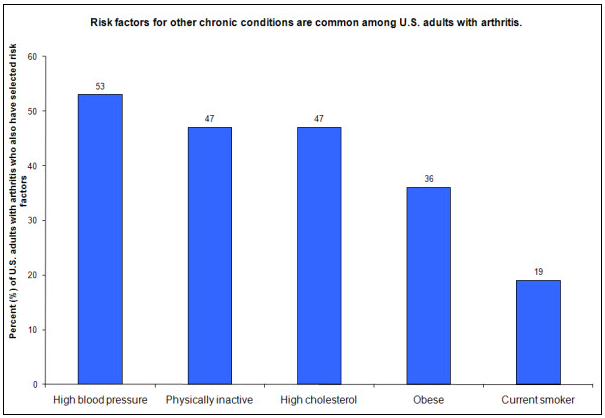 Risk factors for other chronic conditions are common among U.S. adults with arthritis.
Percent (%) of U.S. adults with arthritis who also have selected risk
factors
60
50
40
30
20
10
0
53
47
47
36
19
High blood pressure
Physically inactive
High cholesterol
Obese
Current smoker